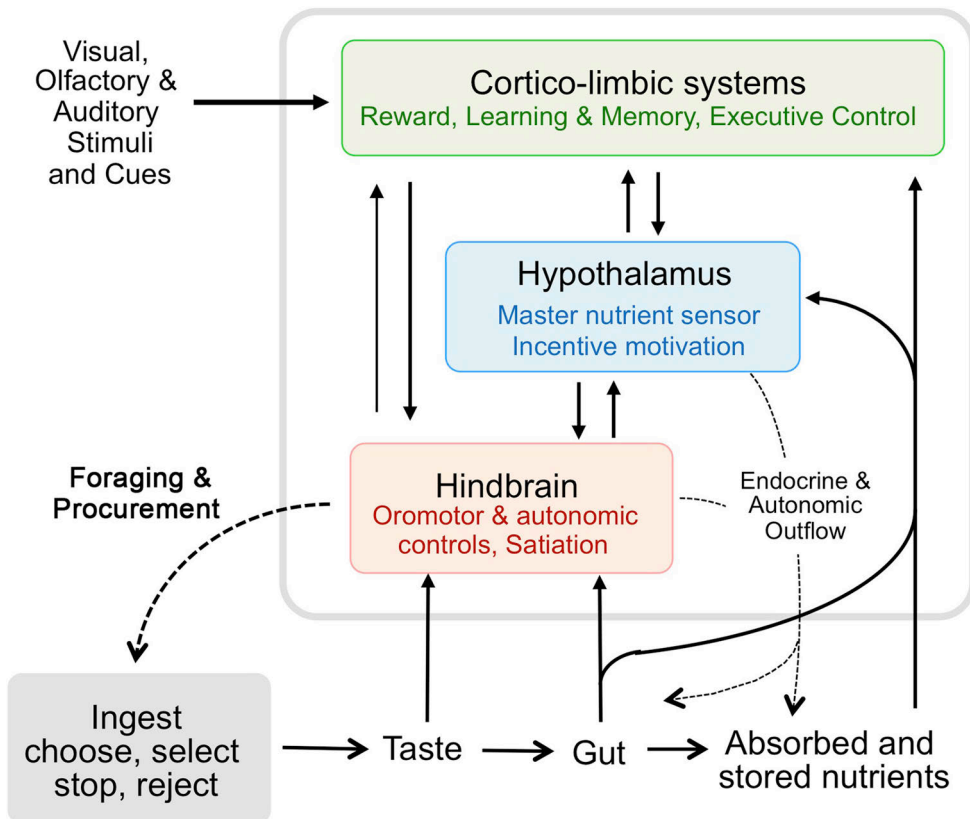 Visual,
Olfactory &
Auditory
Stimuli
and Cues
Cortico-limbic systems
Reward, Learning & Memory, Executive Control
Hypothalamus
Master nutrient sensor
Incentive motivation
Foraging &
Procurement
Hindbrain
Oromotor & autonomic
controls, Satiation
Endocrine &
Autonomic
Outflow
Ingest
choose, select
stop, reject
Taste
Gut
Absorbed and
stored nutrients